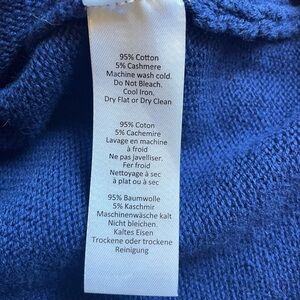 95% Cotton
5% Cashmere
Machine wash cold.
Do Not Bleach.
Cool Iron.
Dry Flat or Dry Clean
95% Coton
5% Cachemire
Lavage en machine
à froid
Ne pas javelliser.
Fer froid
Nettoyage à sec
à plat ou à sec
95% Baumwolle
5% Kaschmir
Maschinenwäsche kalt
Nicht bleichen.
Kaltes Eisen
Trockene oder trockene
Reinigung